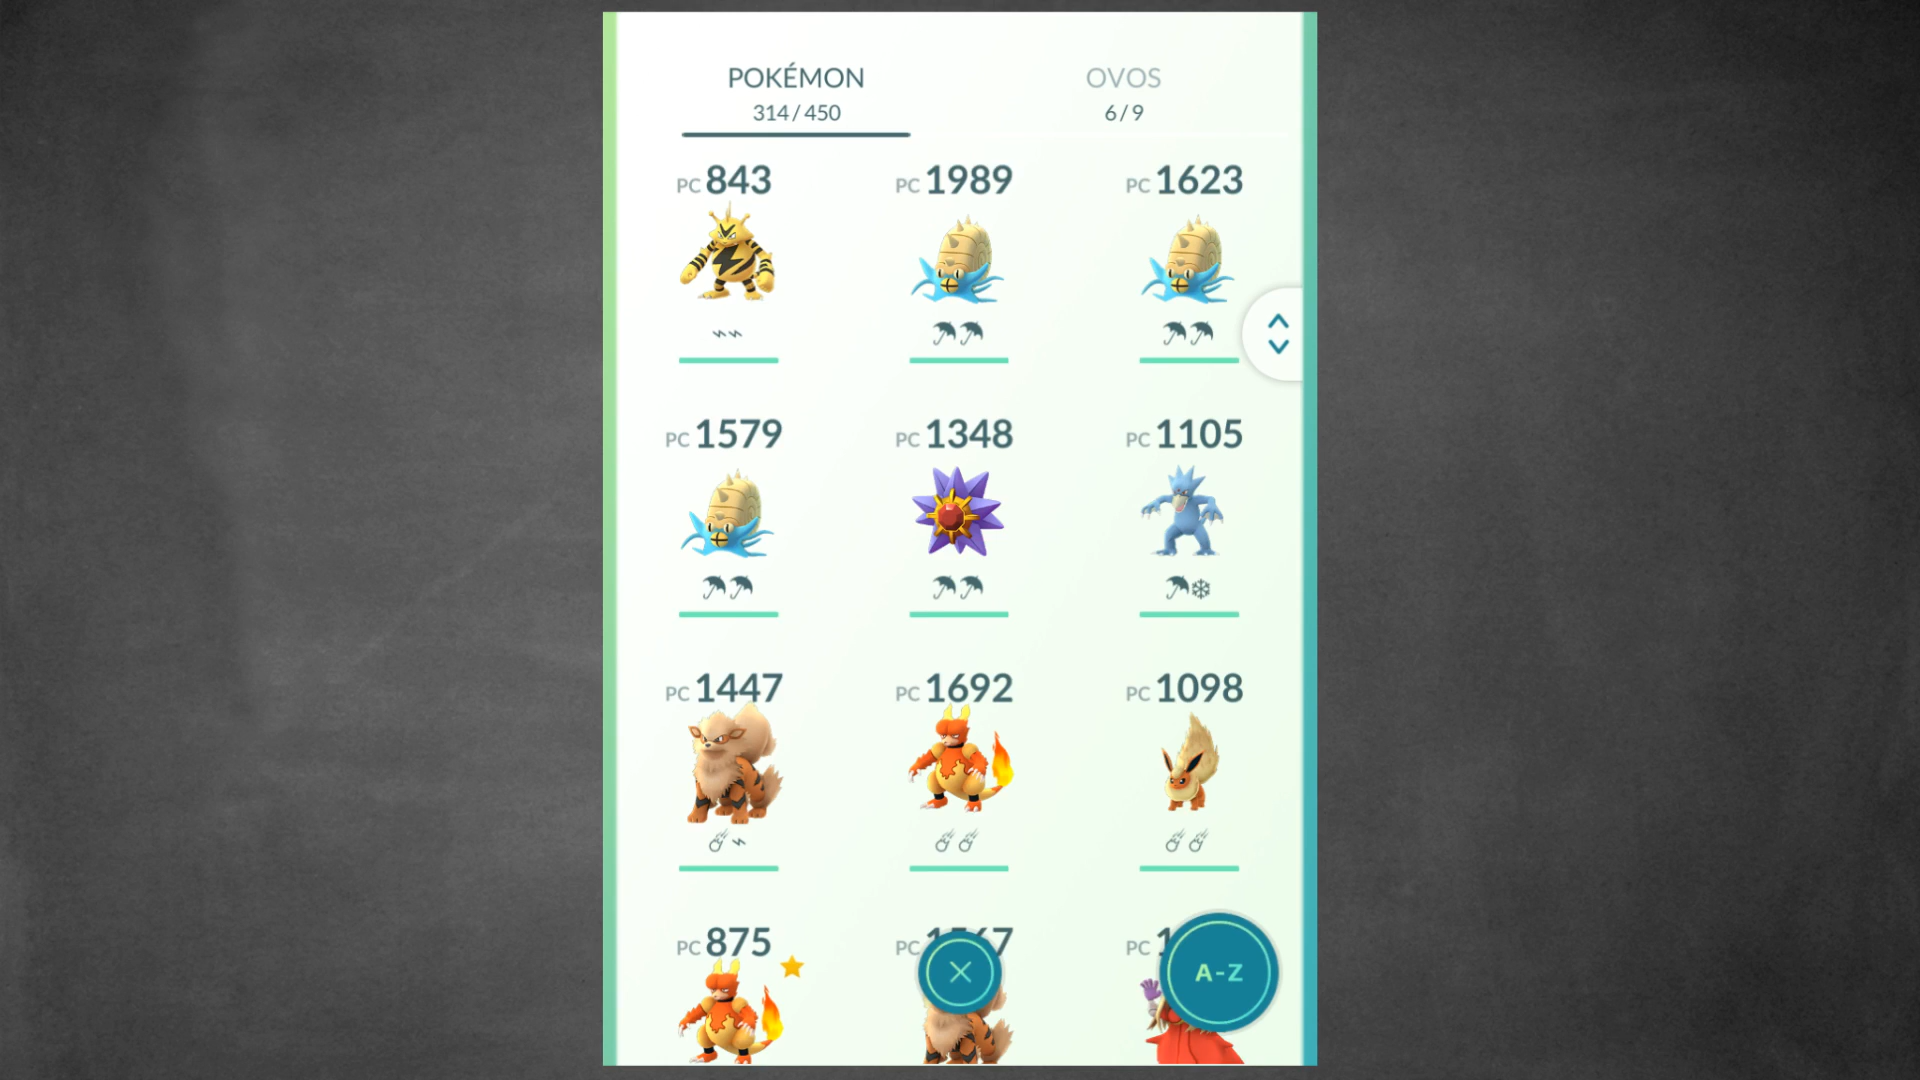 POKÉMON OVOS
314/450 6/9
PC 843 PC 1989 PC 1623
PC 1579 PC 1348 PC 1105
PC 1447 PC 1692 PC 1098
PC 875 PC PC
A-Z